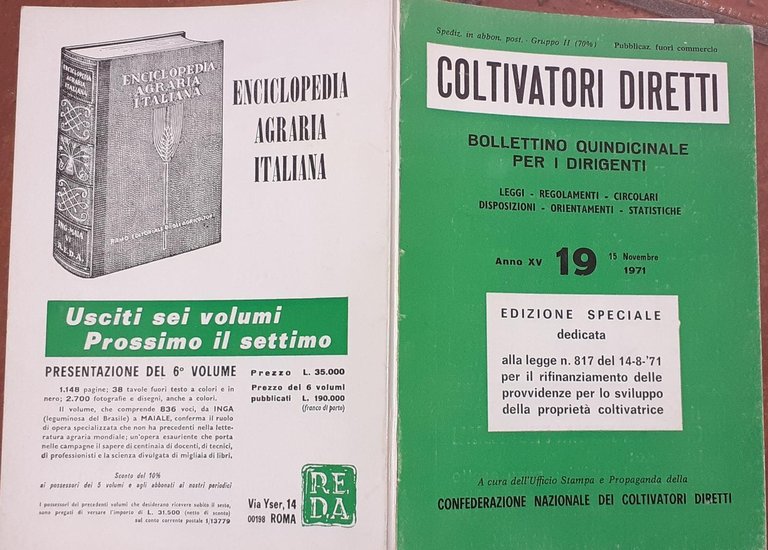 ENCICLOPEDIA
AGRARIA
ITALIANA
ENCICLOPEDIA
AGRARIA
ITALIANA
R.E.D.A.
Usciti sei volumi
Prossimo il settimo
PRESENTAZIONE DEL 6° VOLUME
1.148 pagine; 38 tavole fuori testo a colori e in
nero; 2.700 fotografie e disegni, anche a colori.
Il volume, che comprende 836 voci, da INGA
(leguminosa del Brasile) a MAIALE, conferma il ruolo
di opera specializzata che non ha precedenti nella let-
teratura agraria mondiale; un'opera esauriente che porta
nelle campagne il sapere di centinaia di docenti, di tecnici,
di professionisti e la scienza divulgata di migliaia di libri.
Prezzo L. 35.000
Prezzo dei 6 volumi
pubblicati L. 190.000
(franco di porto)
Sconto del 10%
ai possessori dei 5 volumi e agli abbonati ai nostri periodici
I possessori dei precedenti volumi che desiderano ricevere subito il sesto,
sono pregati di versare l'importo di L. 31.500 (netto di sconto)
sul conto corrente postale 1/13779
Via Yser, 14
00198 ROMA
RE
DA
Spediz. in abbon. post. - Gruppo II (70%)
Pubblicaz. fuori commercio
COLTIVATORI DIRETTI
BOLLETTINO QUINDICINALE
PER I DIRIGENTI
LEGGI - REGOLAMENTI - CIRCOLARI
DISPOSIZIONI - ORIENTAMENTI - STATISTICHE
Anno XV 19 15 Novembre
1971
EDIZIONE SPECIALE
dedicata
alla legge n. 817 del 14-8-'71
per il rifinanziamento delle
provvidenze per lo sviluppo
della proprietà coltivatrice
A cura dell'Ufficio Stampa e Propaganda della
CONFEDERAZIONE NAZIONALE DEI COLTIVATORI DIRETTI